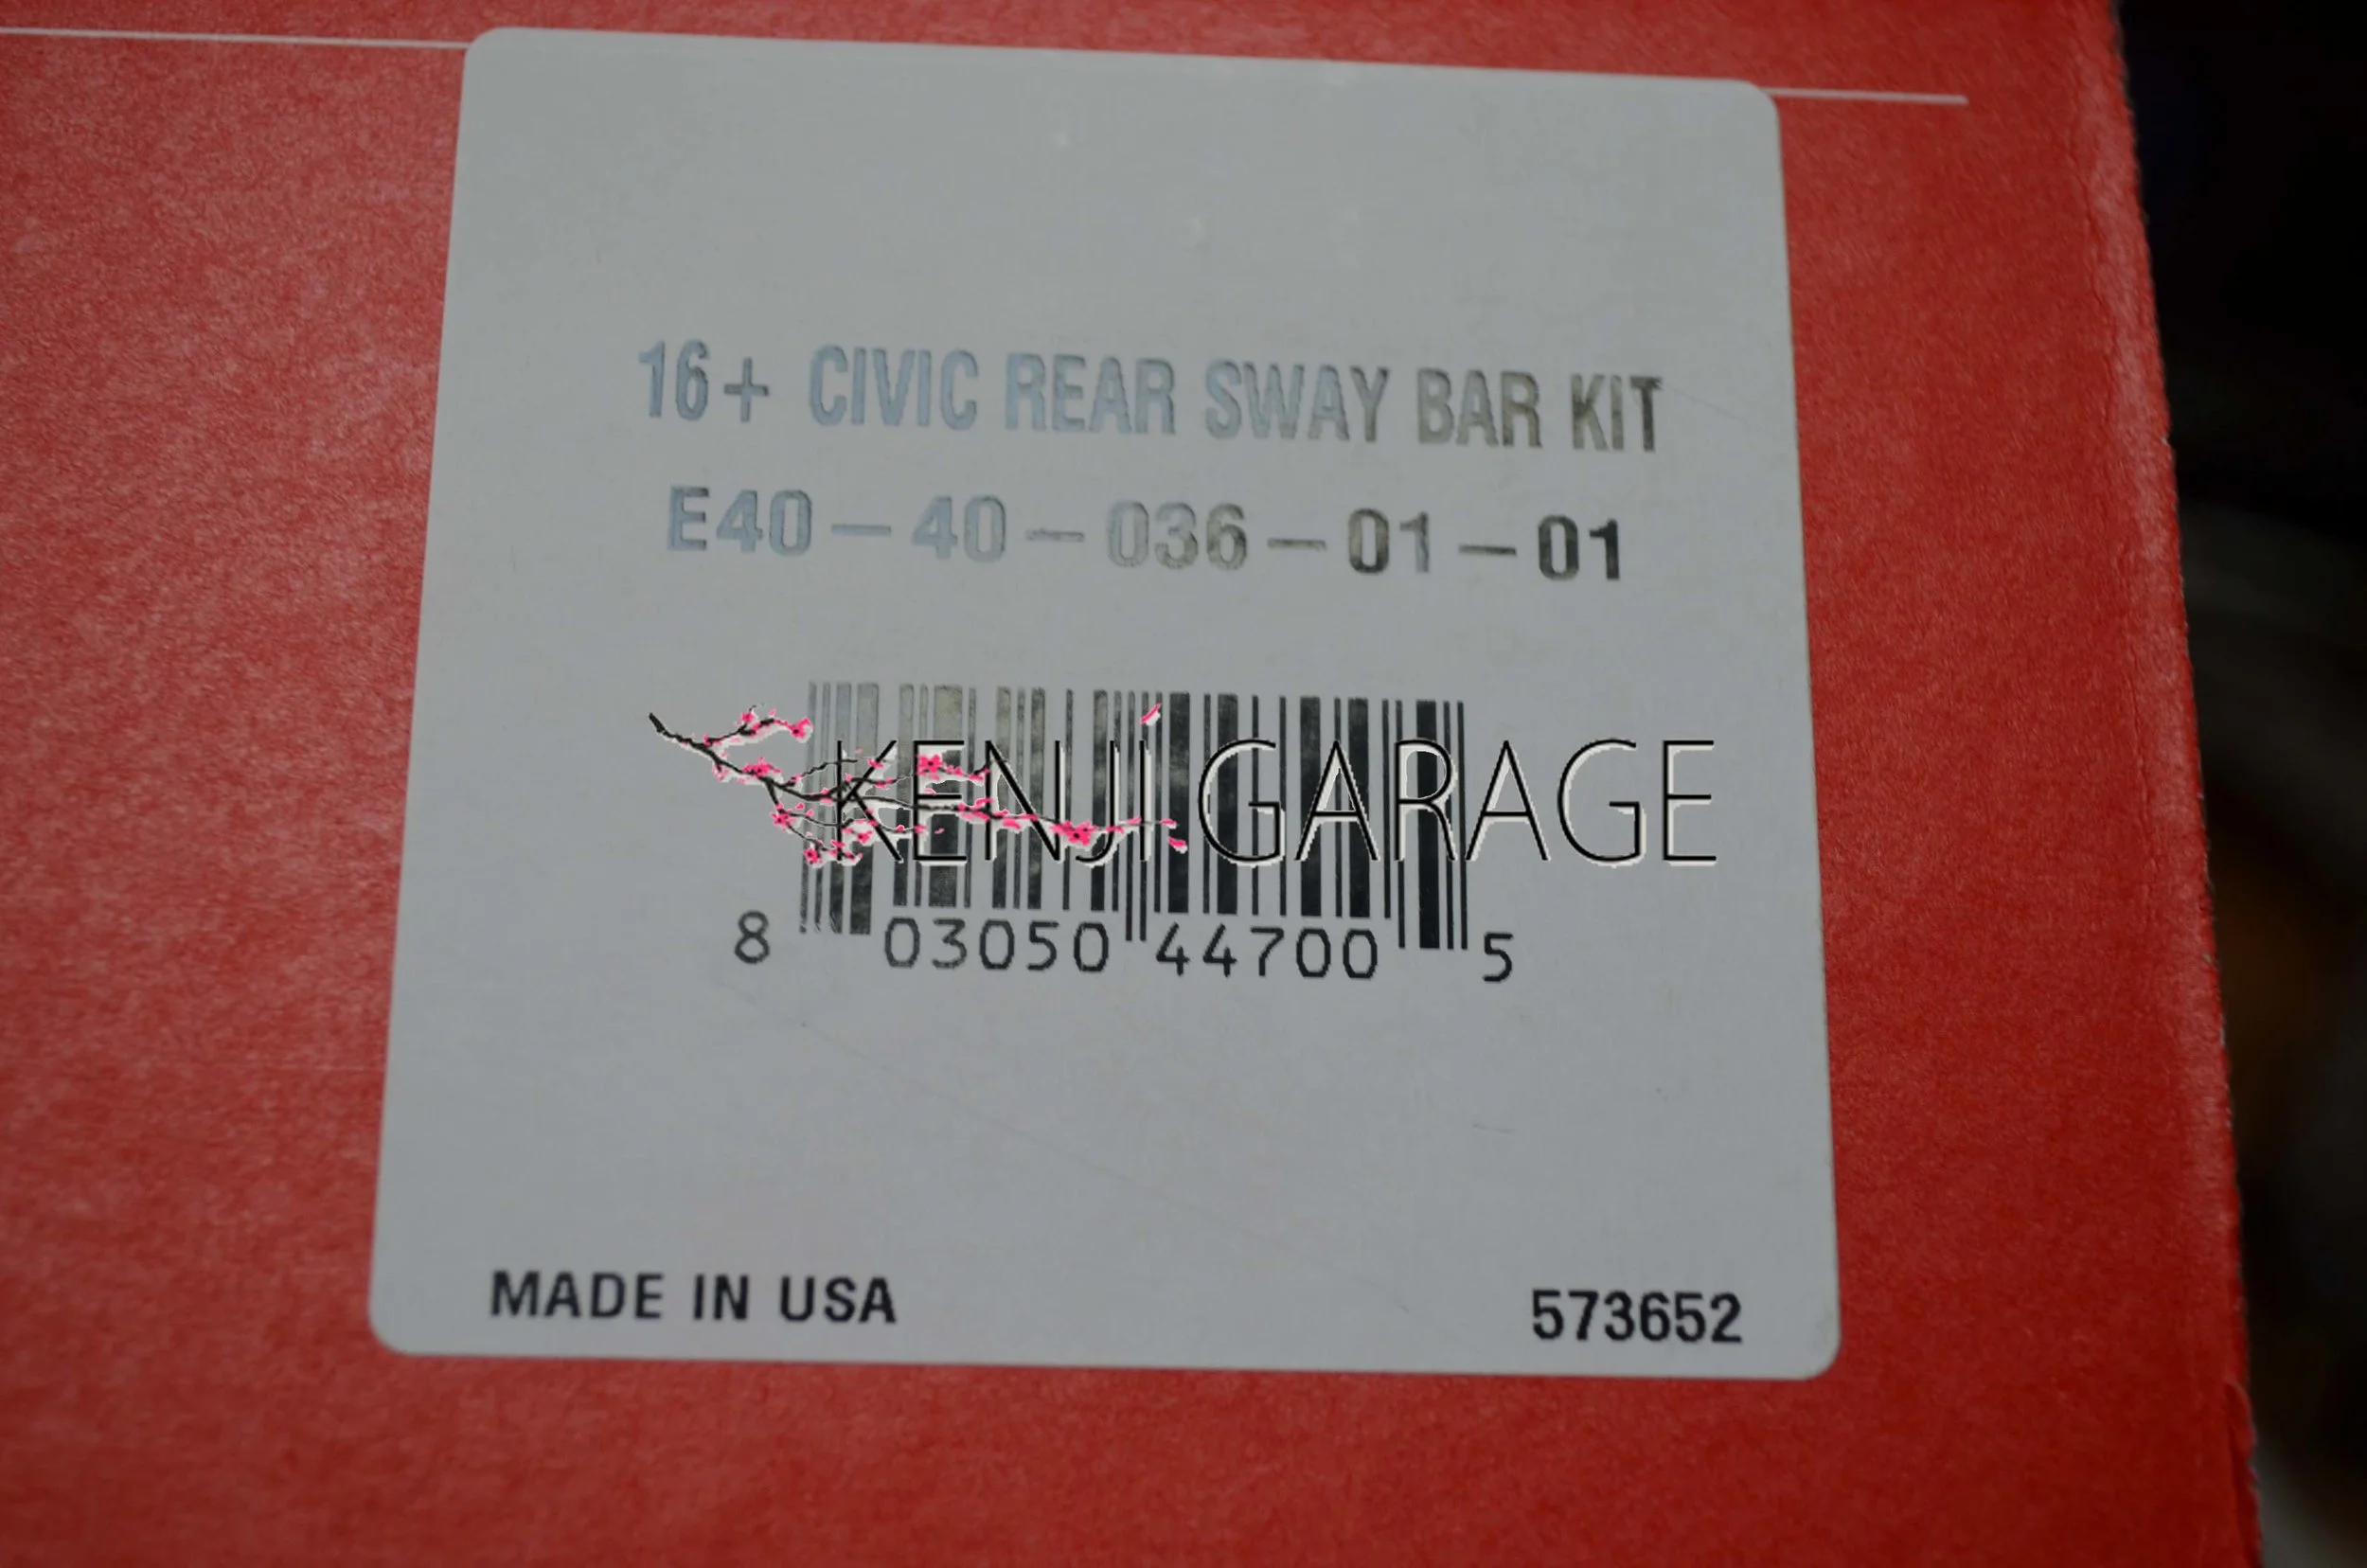 16+ CIVIC REAR SWAY BAR KIT
E40-40-036-01-01
KENJI GARAGE
8 03050 44700 5
MADE IN USA 573652